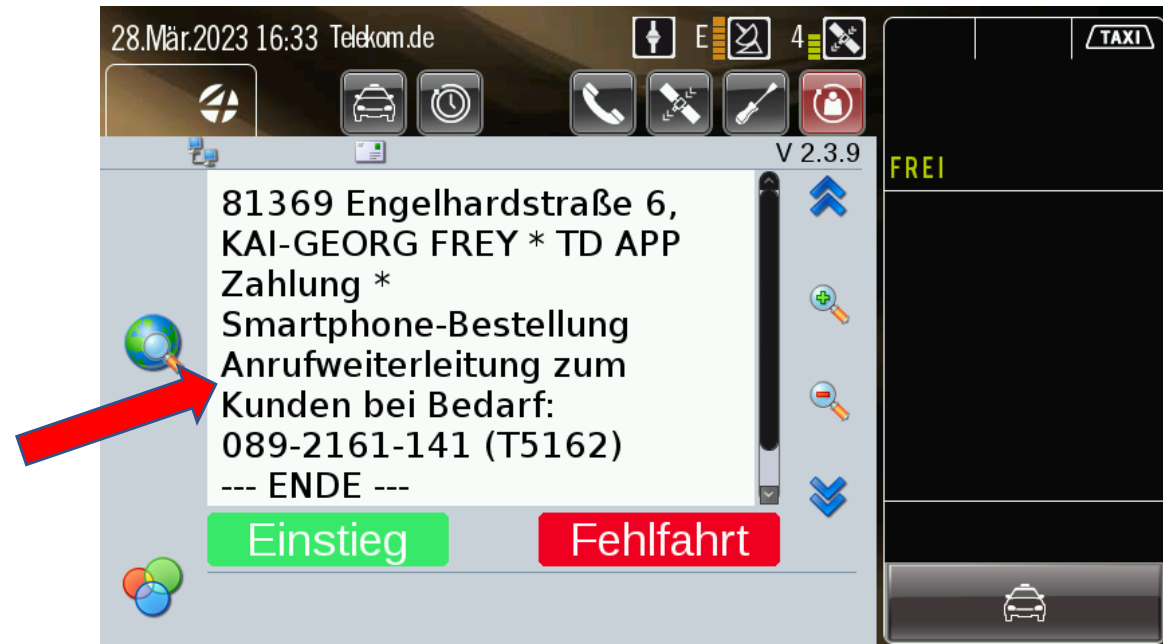 28.Mär.2023 16:33 Telekom.de
E
4
TAXI
V 2.3.9
FREI
81369 Engelhardstraße 6,
KAI-GEORG FREY * TD APP
Zahlung *
Smartphone-Bestellung
Anrufweiterleitung zum
Kunden bei Bedarf:
089-2161-141 (T5162)
--- ENDE ---
Einstieg
Fehlfahrt